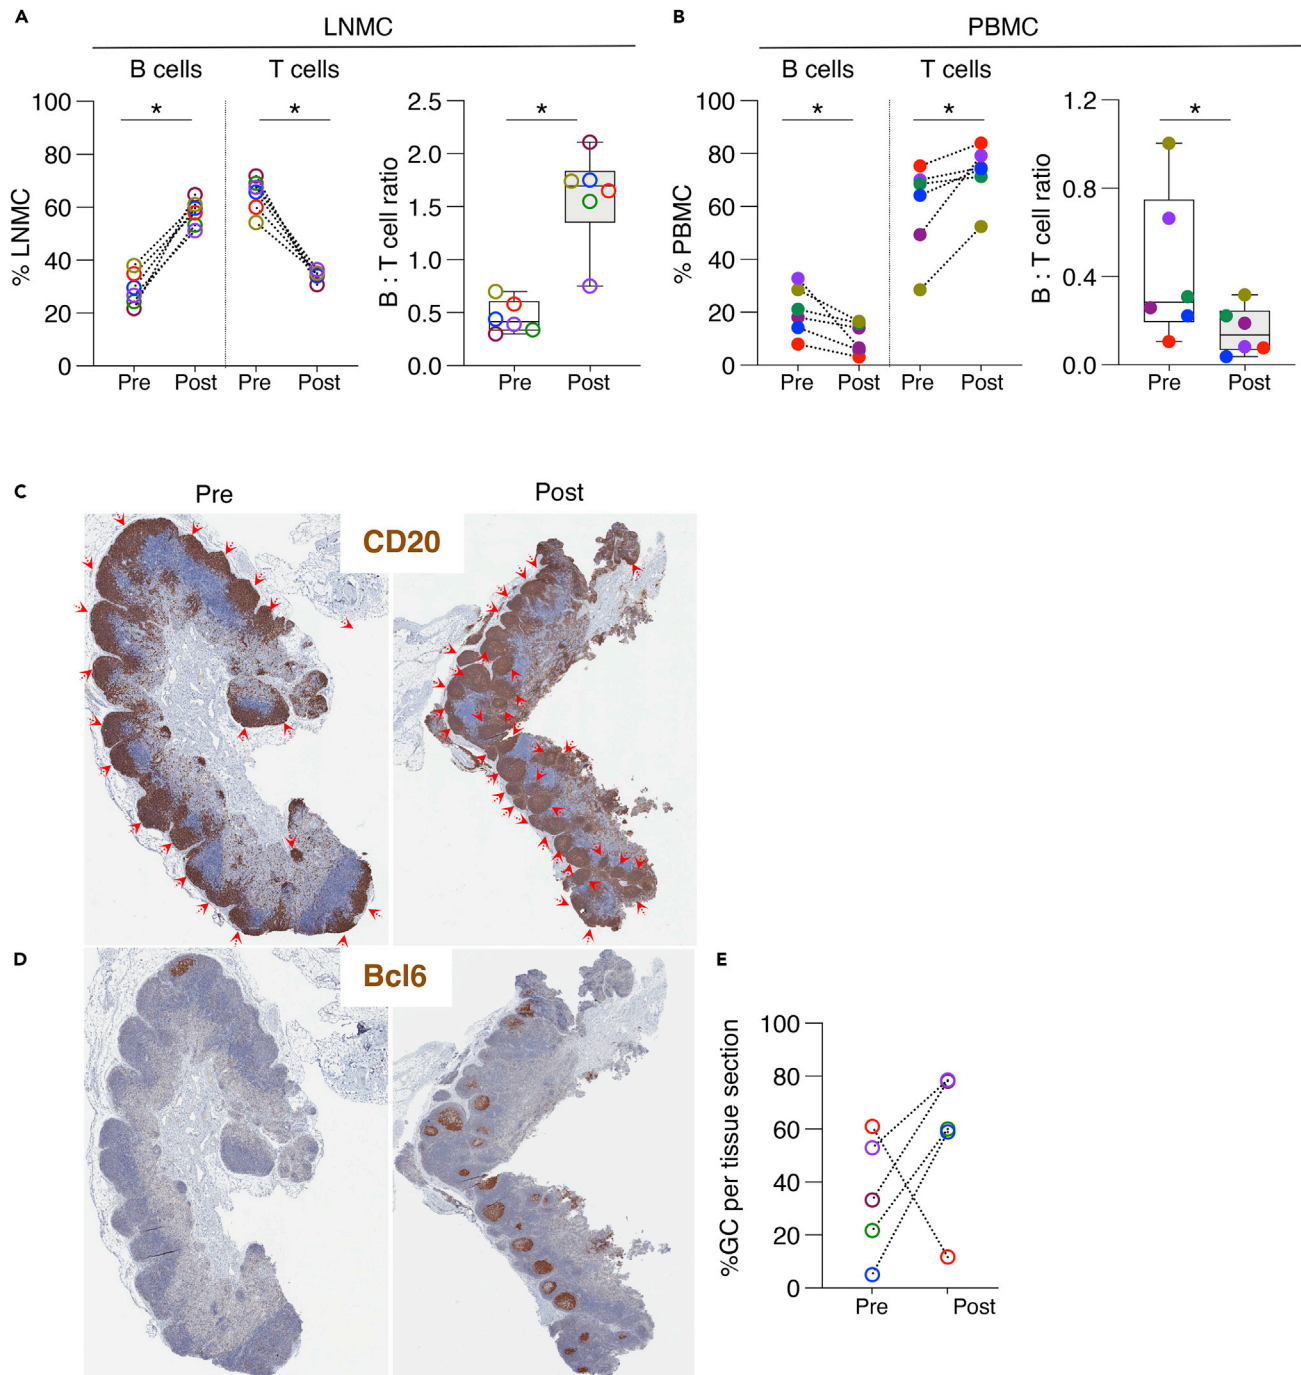 A
LNMC
B cells
T cells
% LNMC
100
80
60
40
20
0
*
*
Pre
Post
Pre
Post
B : T cell ratio
2.5
2.0
1.5
1.0
0.5
0.0
*
Pre
Post
B
PBMC
B cells
T cells
% PBMC
100
80
60
40
20
0
*
*
Pre
Post
Pre
Post
B : T cell ratio
1.2
0.8
0.4
0.0
*
Pre
Post
C
Pre
Post
CD20
D
Bcl6
E
%GC per tissue section
100
80
60
40
20
0
Pre
Post